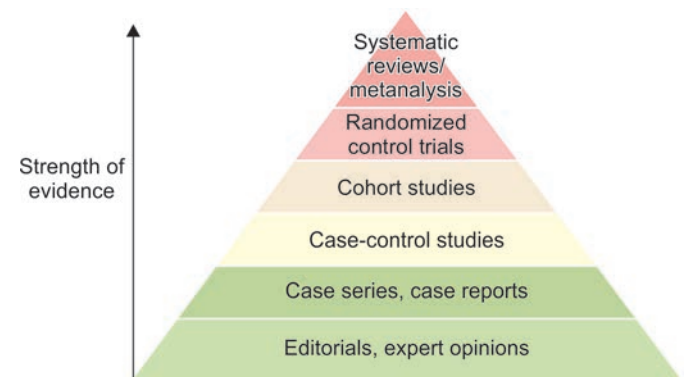 Systematic
reviews/
metanalysis
Randomized
control trials
Strength of
evidence
Cohort studies
Case-control studies
Case series, case reports
Editorials, expert opinions